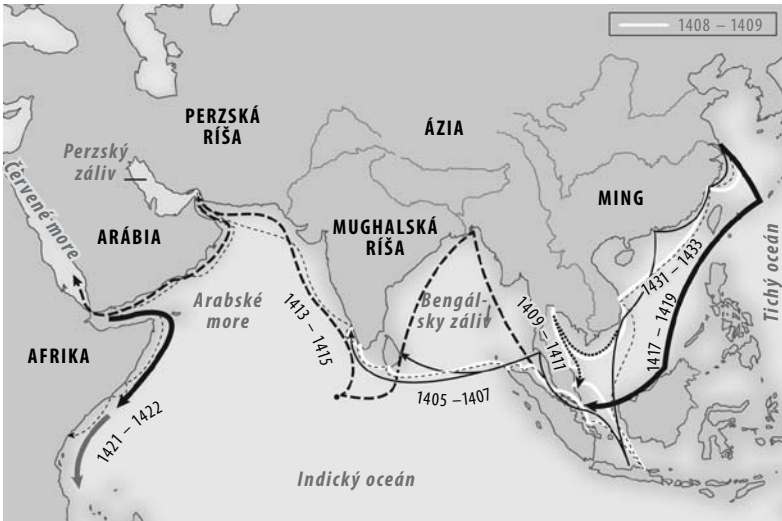 1408 – 1409
PERZSKÁ
RÍŠA
ÁZIA
Perzský
záliv
Červené more
MING
ARÁBIA
MUGHALSKÁ
RÍŠA
1431 – 1433
Tichý oceán
Arabské
more
1413 – 1415
Bengál-
sky záliv
1409 – 1411
1417 – 1419
AFRIKA
1405 –1407
1421 – 1422
Indický oceán